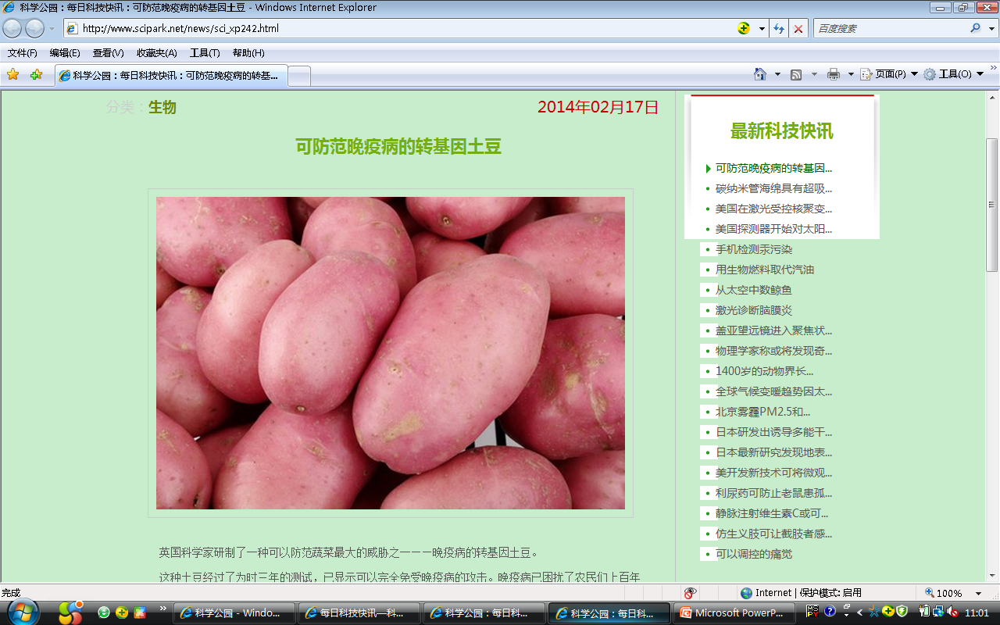 科学公园：每日科技快讯：可防范晚疫病的转基因土豆 - Windows Internet Explorer
http://www.scipark.net/news/sci_xp242.html
百度搜索
文件(F) 编辑(E) 查看(V) 收藏夹(A) 工具(T) 帮助(H)
科学公园：每日科技快讯：可防范晚疫病的转基...
页面(P) 工具(O)
分类：生物
2014年02月17日
可防范晚疫病的转基因土豆
英国科学家研制了一种可以防范蔬菜最大的威胁之一一一晚疫病的转基因土豆。
这种土豆经过了为时三年的测试，已显示可以完全免受晚疫病的攻击。晚疫病已困扰了农民们上百年
最新科技快讯
可防范晚疫病的转基因...
碳纳米管海绵具有超吸...
美国在激光受控核聚变...
美国探测器开始对太阳...
手机检测汞污染
用生物燃料取代汽油
从太空中数鲸鱼
激光诊断脑膜炎
盖亚望远镜进入聚焦状...
物理学家称或将发现奇...
1400岁的动物界长...
全球气候变暖趋势因太...
北京雾霾PM2.5和...
日本研发出诱导多能干...
日本最新研究发现地表...
美开发新技术可将微观...
利尿药可防止老鼠患孤...
静脉注射维生素C或可...
仿生义肢可让截肢者感...
可以调控的痛觉
完成
Internet | 保护模式: 启用
100%
科学公园 - Windo...
每日科技快讯—科...
科学公园：每日科...
科学公园：每日科...
Microsoft PowerP...
11:01